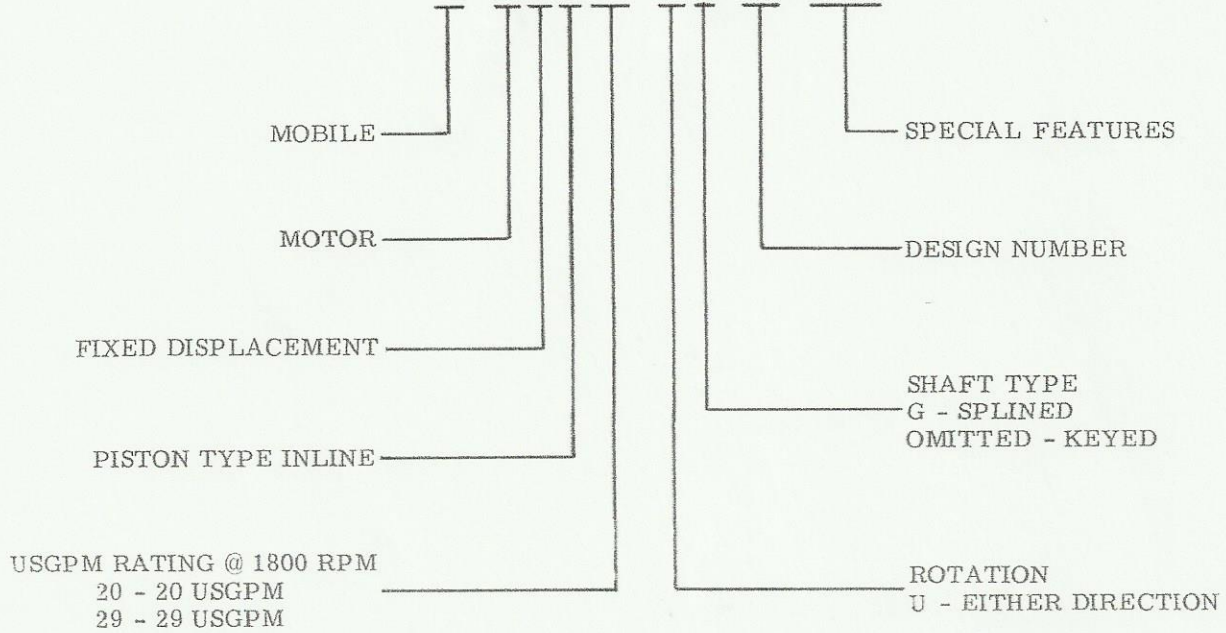 MOBILE
MOTOR
FIXED DISPLACEMENT
PISTON TYPE INLINE
USGPM RATING @ 1800 RPM
20 - 20 USGPM
29 - 29 USGPM
SPECIAL FEATURES
DESIGN NUMBER
SHAFT TYPE
G - SPLINED
OMITTED - KEYED
ROTATION
U - EITHER DIRECTION